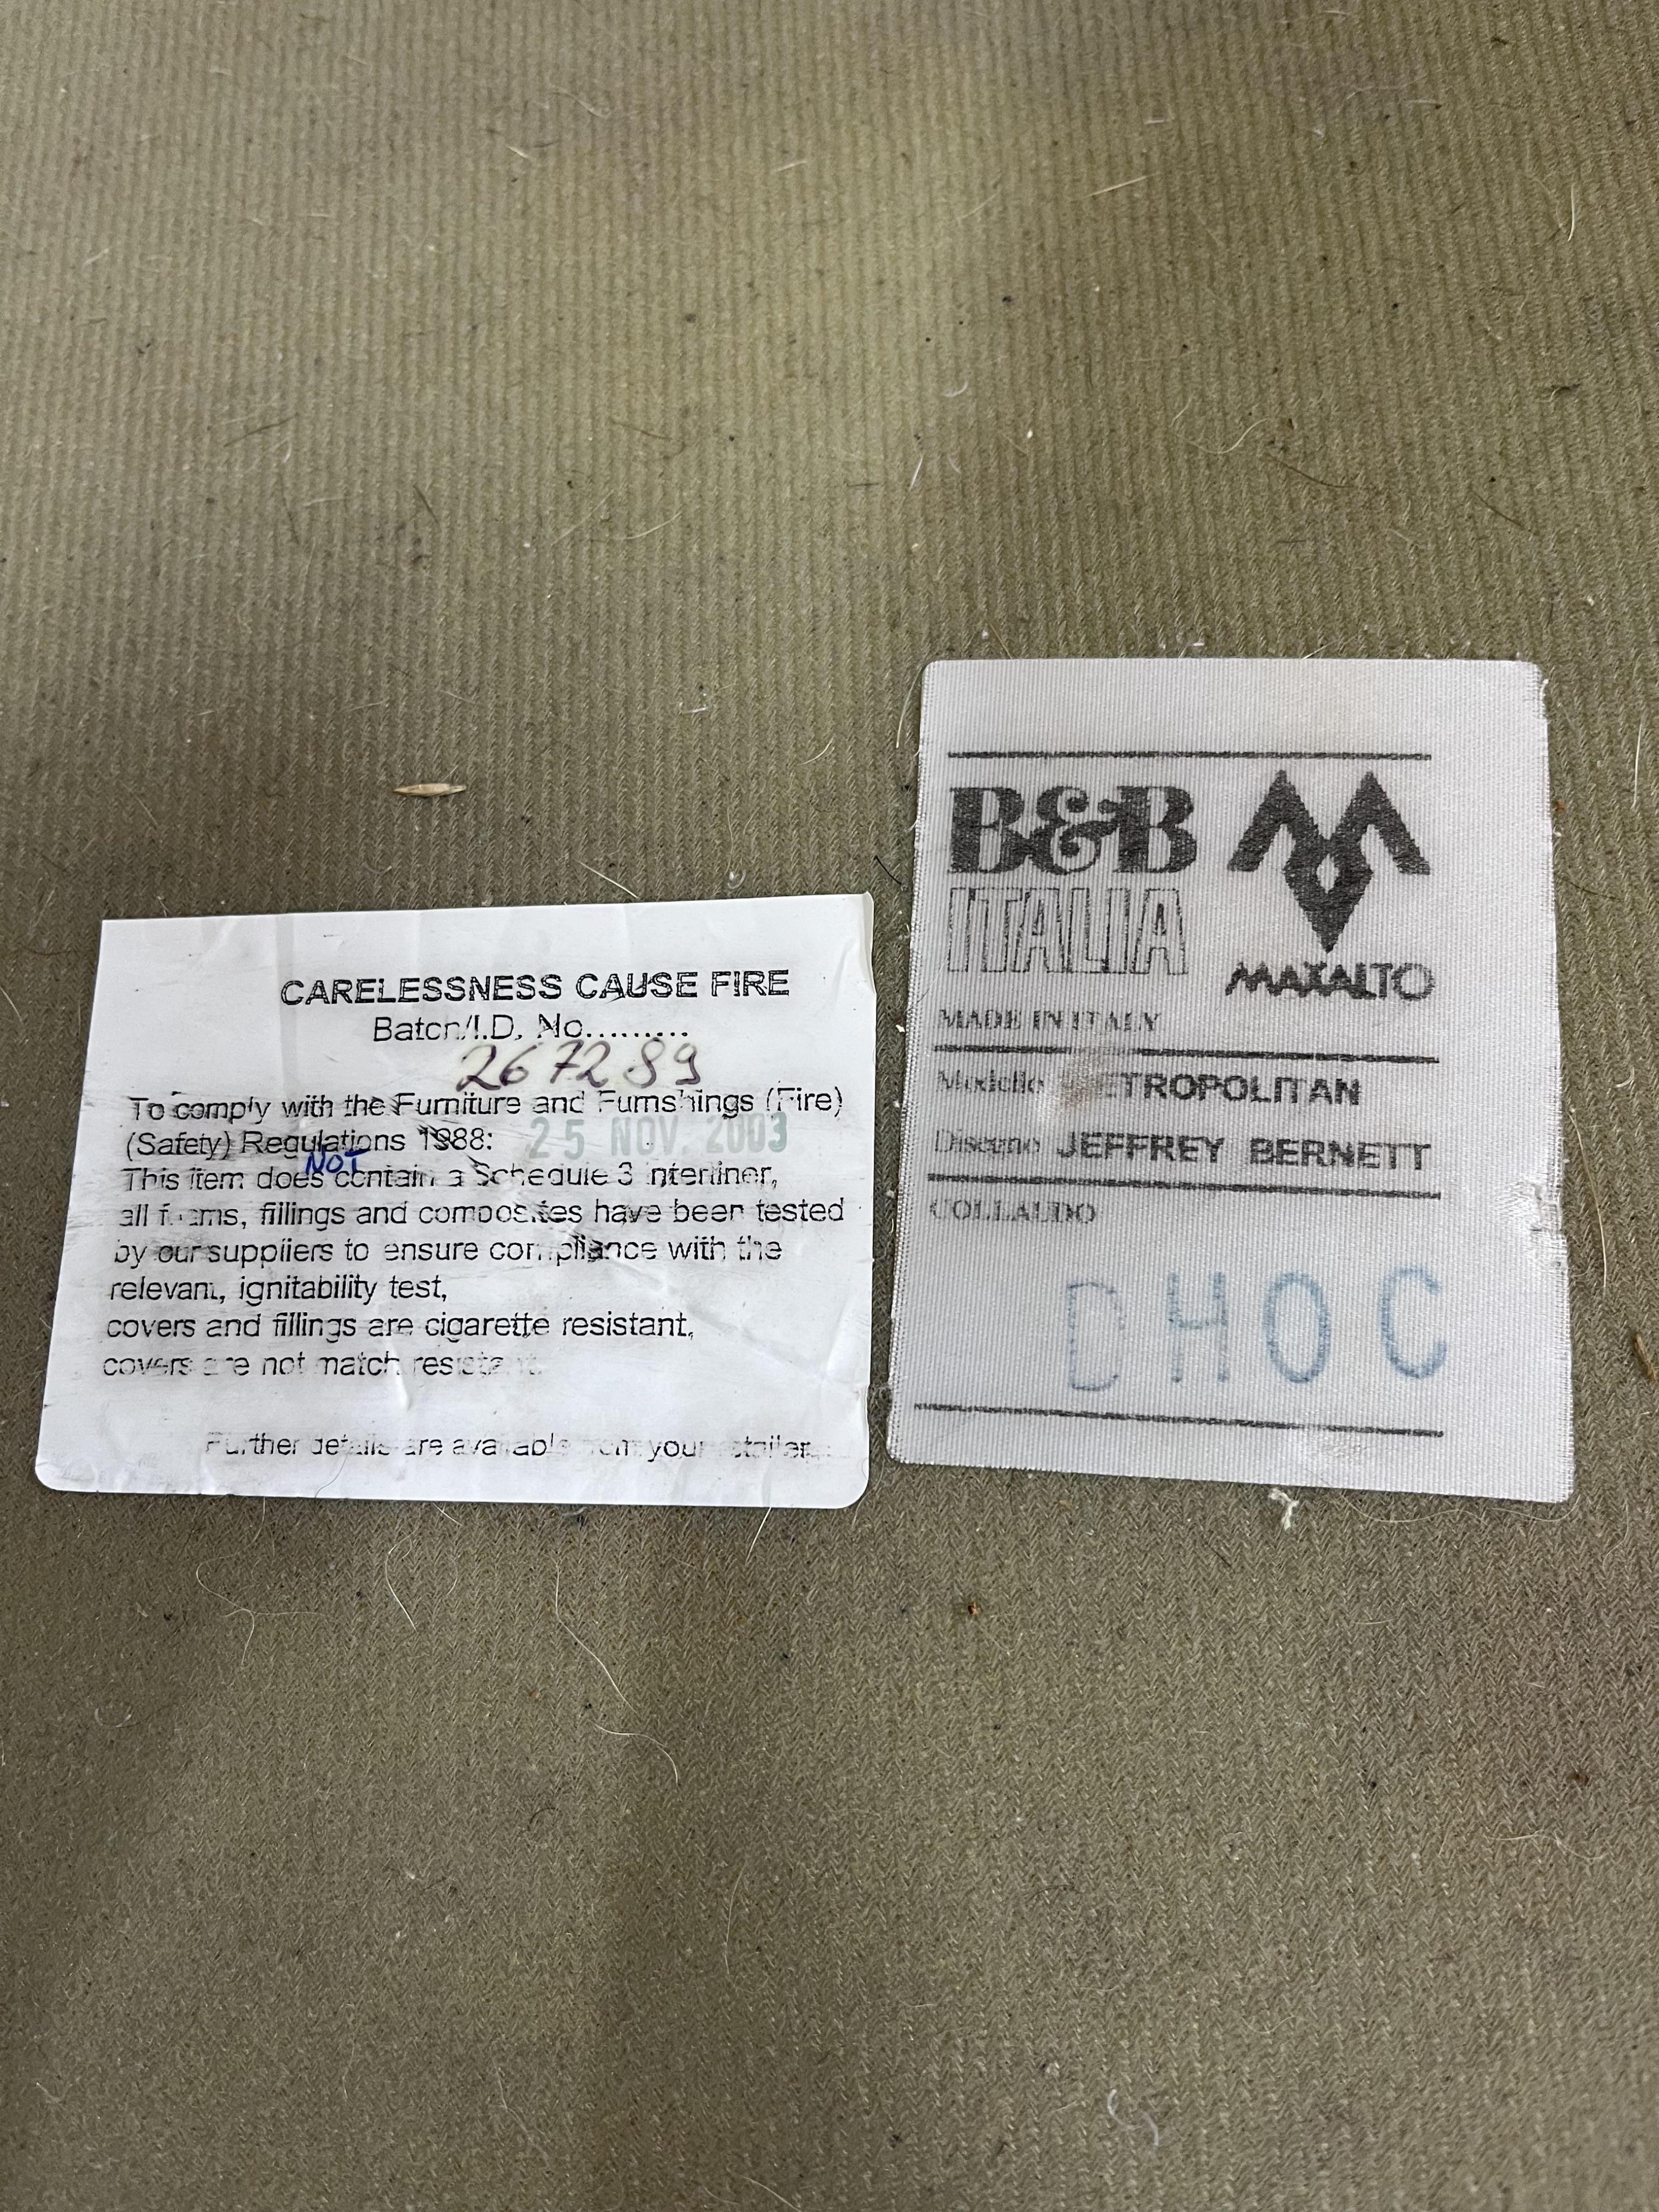 CARELESSNESS CAUSE FIRE
Batch/I.D. No.........
267289
To comply with the Furniture and Furnishings (Fire)
(Safety) Regulations 1988: 25 NOV. 2003
NOT
This item does contain a Schedule 3 interliner,
all foams, fillings and composites have been tested
by our suppliers to ensure compliance with the
relevant, ignitability test,
covers and fillings are cigarette resistant,
covers are not match resistant.
Further details are available from your retailer.
B&B
ITALIA
MAXALTO
MADE IN ITALY
Modello METROPOLITAN
Disegno JEFFREY BERNETT
COLLAUDO
DHOC